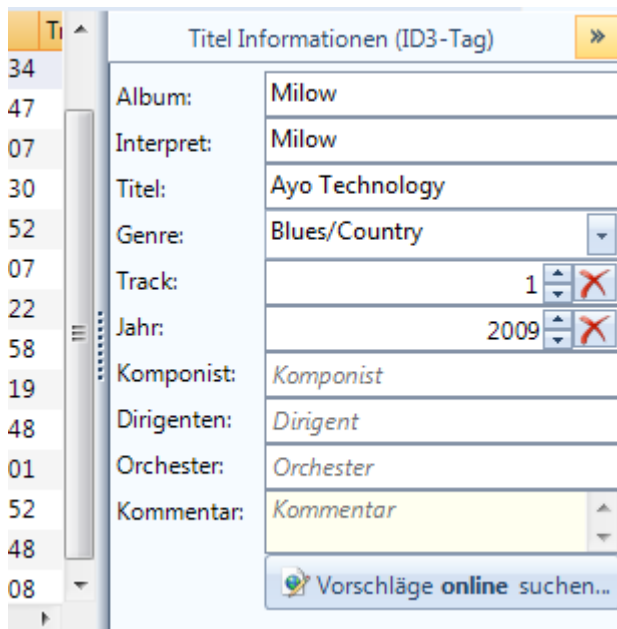 Titel Informationen (ID3-Tag) »
34
47
07
30
52
07
22
58
19
48
01
52
48
08
Album: Milow
Interpret: Milow
Titel: Ayo Technology
Genre: Blues/Country
Track: 1
Jahr: 2009
Komponist: Komponist
Dirigenten: Dirigent
Orchester: Orchester
Kommentar: Kommentar
Vorschläge online suchen...